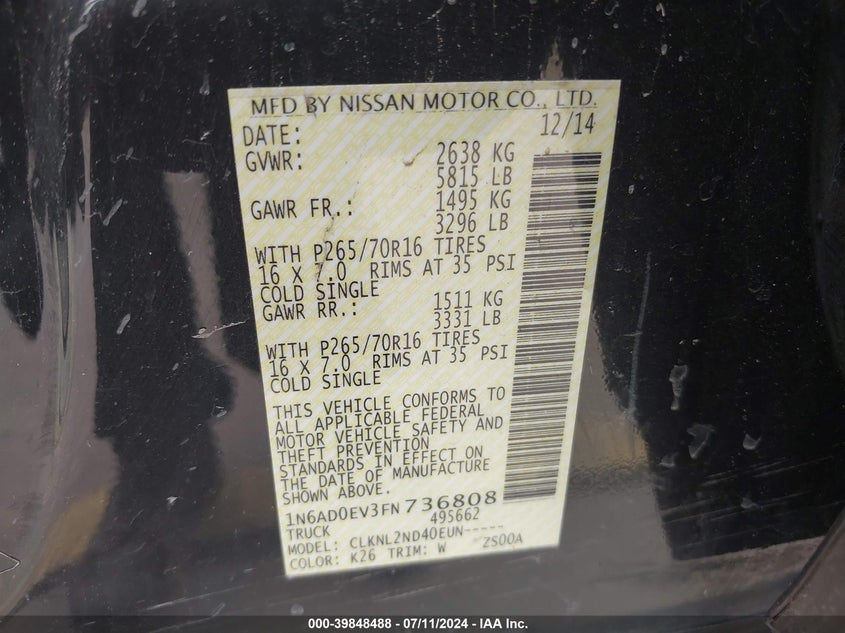 MFD BY NISSAN MOTOR CO., LTD.
DATE: 12/14
GVWR: 2638 KG
5815 LB
GAWR FR.: 1495 KG
3296 LB
WITH P265/70R16 TIRES
16 X 7.0 RIMS AT 35 PSI
COLD SINGLE
GAWR RR.: 1511 KG
3331 LB
WITH P265/70R16 TIRES
16 X 7.0 RIMS AT 35 PSI
COLD SINGLE
THIS VEHICLE CONFORMS TO
ALL APPLICABLE FEDERAL
MOTOR VEHICLE SAFETY AND
THEFT PREVENTION
STANDARDS IN EFFECT ON
THE DATE OF MANUFACTURE
SHOWN ABOVE.
1N6AD0EV3FN736808
TRUCK 495662
MODEL: CLKNL2ND40EUN-----
COLOR: K26 TRIM: W ZS00A
000-39848488 - 07/11/2024 - IAA Inc.